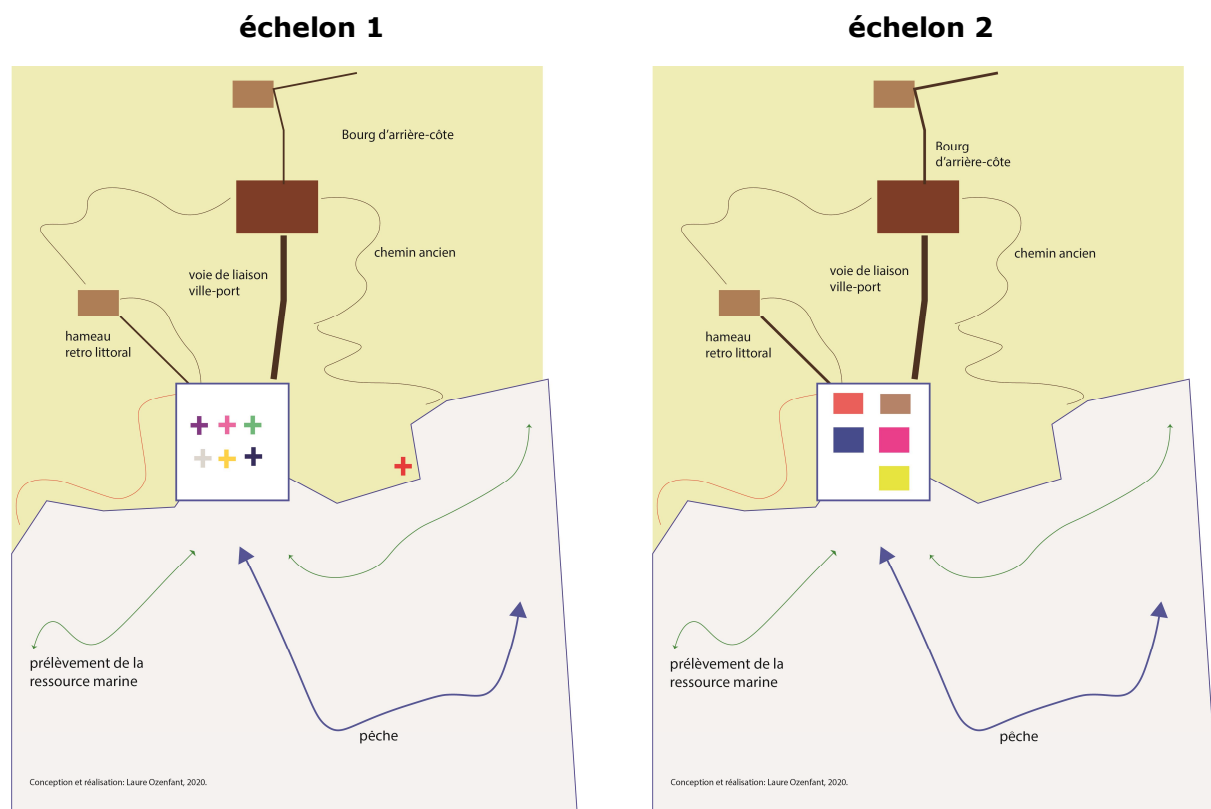 échelon 1
Bourg d'arrière-côte
chemin ancien
voie de liaison
ville-port
hameau
retro littoral
prélèvement de la
ressource marine
péche
Conception et réalisation: Laure Ozenfant, 2020.
échelon 2
Bourg
d'arrière-côte
chemin ancien
voie de liaison
ville-port
hameau
retro littoral
prélèvement de la
ressource marine
pêche
Conception et réalisation: Laure Ozenfant, 2020.